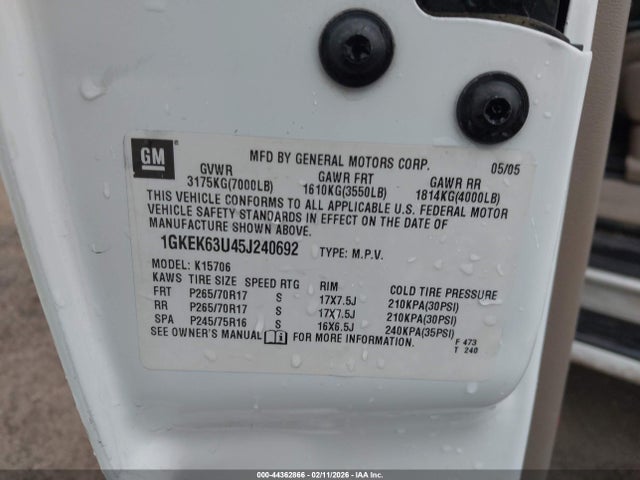 GM
MFD BY GENERAL MOTORS CORP. 05/05
GVWR GAWR FRT GAWR RR
3175KG(7000LB) 1610KG(3550LB) 1814KG(4000LB)
THIS VEHICLE CONFORMS TO ALL APPLICABLE U.S. FEDERAL MOTOR
VEHICLE SAFETY STANDARDS IN EFFECT ON THE DATE OF
MANUFACTURE SHOWN ABOVE.
1GKEK63U45J240692 TYPE: M.P.V.
MODEL: K15706
KAWS TIRE SIZE SPEED RTG RIM COLD TIRE PRESSURE
FRT P265/70R17 S 17X7.5J 210KPA(30PSI)
RR P265/70R17 S 17X7.5J 210KPA(30PSI)
SPA P245/75R16 S 16X6.5J 240KPA(35PSI)
SEE OWNER'S MANUAL FOR MORE INFORMATION. F 473
T 240
000-44362866 - 02/11/2026 - IAA Inc.